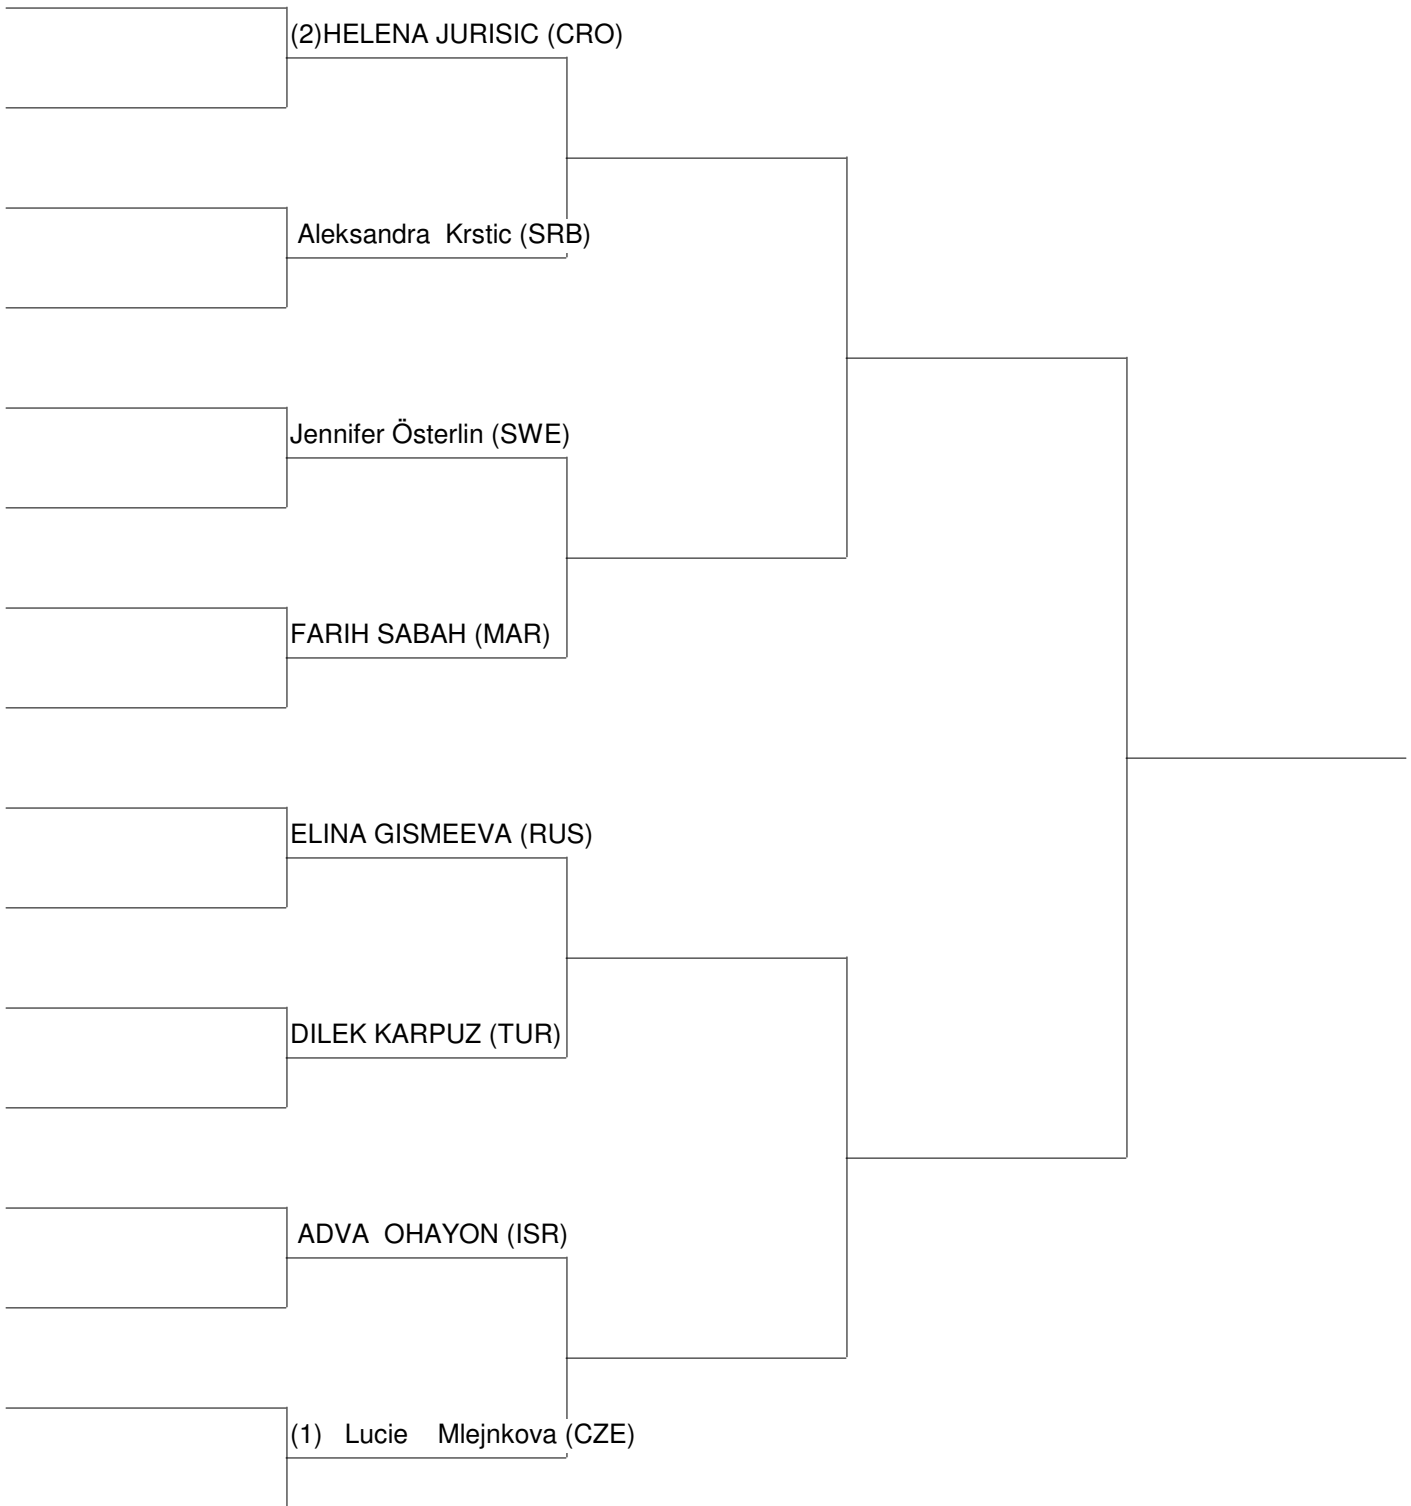 (2)HELENA JURISIC (CRO)
Aleksandra Krstic (SRB)
Jennifer Österlin (SWE)
FARIH SABAH (MAR)
ELINA GISMEEVA (RUS)
DILEK KARPUZ (TUR)
ADVA OHAYON (ISR)
(1) Lucie Mlejnkova (CZE)